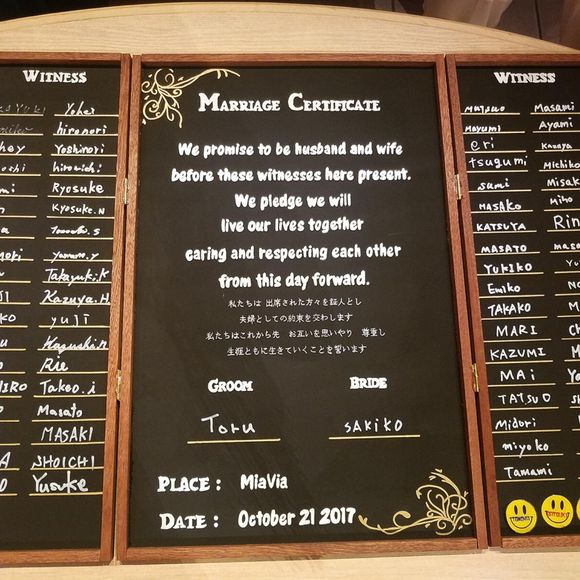 WITNESS
Yohei
hironori
hey
Yoshinori
hiromichi
Ryosuke
Kyosuke.N
Takayuki.K
Kazuya.H
yuji
Rie
Takeo.i
Masato
MASAKI
SHOICHI
Yusuke
MARRIAGE CERTIFICATE
We promise to be husband and wife
before these witnesses here present.
We pledge we will
live our lives together
caring and respecting each other
from this day forward.
私たちは 出席された方々を証人とし
夫婦としての約束を交わします
私たちはこれから先 お互いを思いやり 尊重し
生涯ともに生きていくことを誓います
GROOM BRIDE
Toru SAKIKO
PLACE : MiaVia
DATE : October 21 2017
WITNESS
MATSUO Masami
MAYUMI Ayami
eri
tsugumi Michiko
sumi
MASAKO Miho
KATSUYA
MASATO
YUKIKO
Emiko
TAKAKO
MARI
KAZUMI
MAi
TATSUO
Midori
miyoko
Tamami